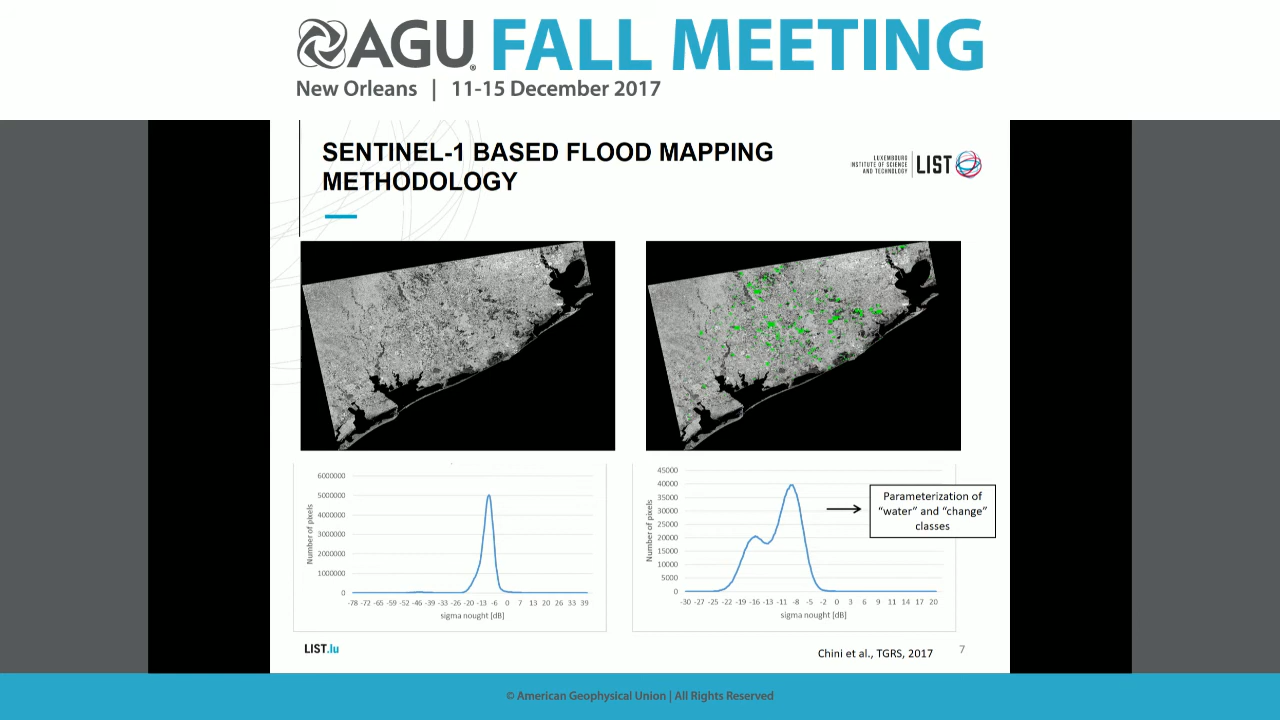 AGU FALL MEETING
New Orleans | 11-15 December 2017
SENTINEL-1 BASED FLOOD MAPPING
METHODOLOGY
LUXEMBOURG
INSTITUTE OF SCIENCE
AND TECHNOLOGY
LIST
6000000
5000000
4000000
3000000
2000000
1000000
0
Number of pixels
-78 -72 -65 -59 -52 -46 -39 -33 -26 -20 -13 -6 0 7 13 20 26 33 39
sigma nought [dB]
45000
40000
35000
30000
25000
20000
15000
10000
5000
0
Number of pixels
-30 -27 -25 -22 -19 -16 -13 -11 -8 -5 -2 0 3 6 9 11 14 17 20
sigma nought [dB]
Parameterization of
“water” and “change”
classes
LIST.lu
Chini et al., TGRS, 2017
7
© American Geophysical Union | All Rights Reserved